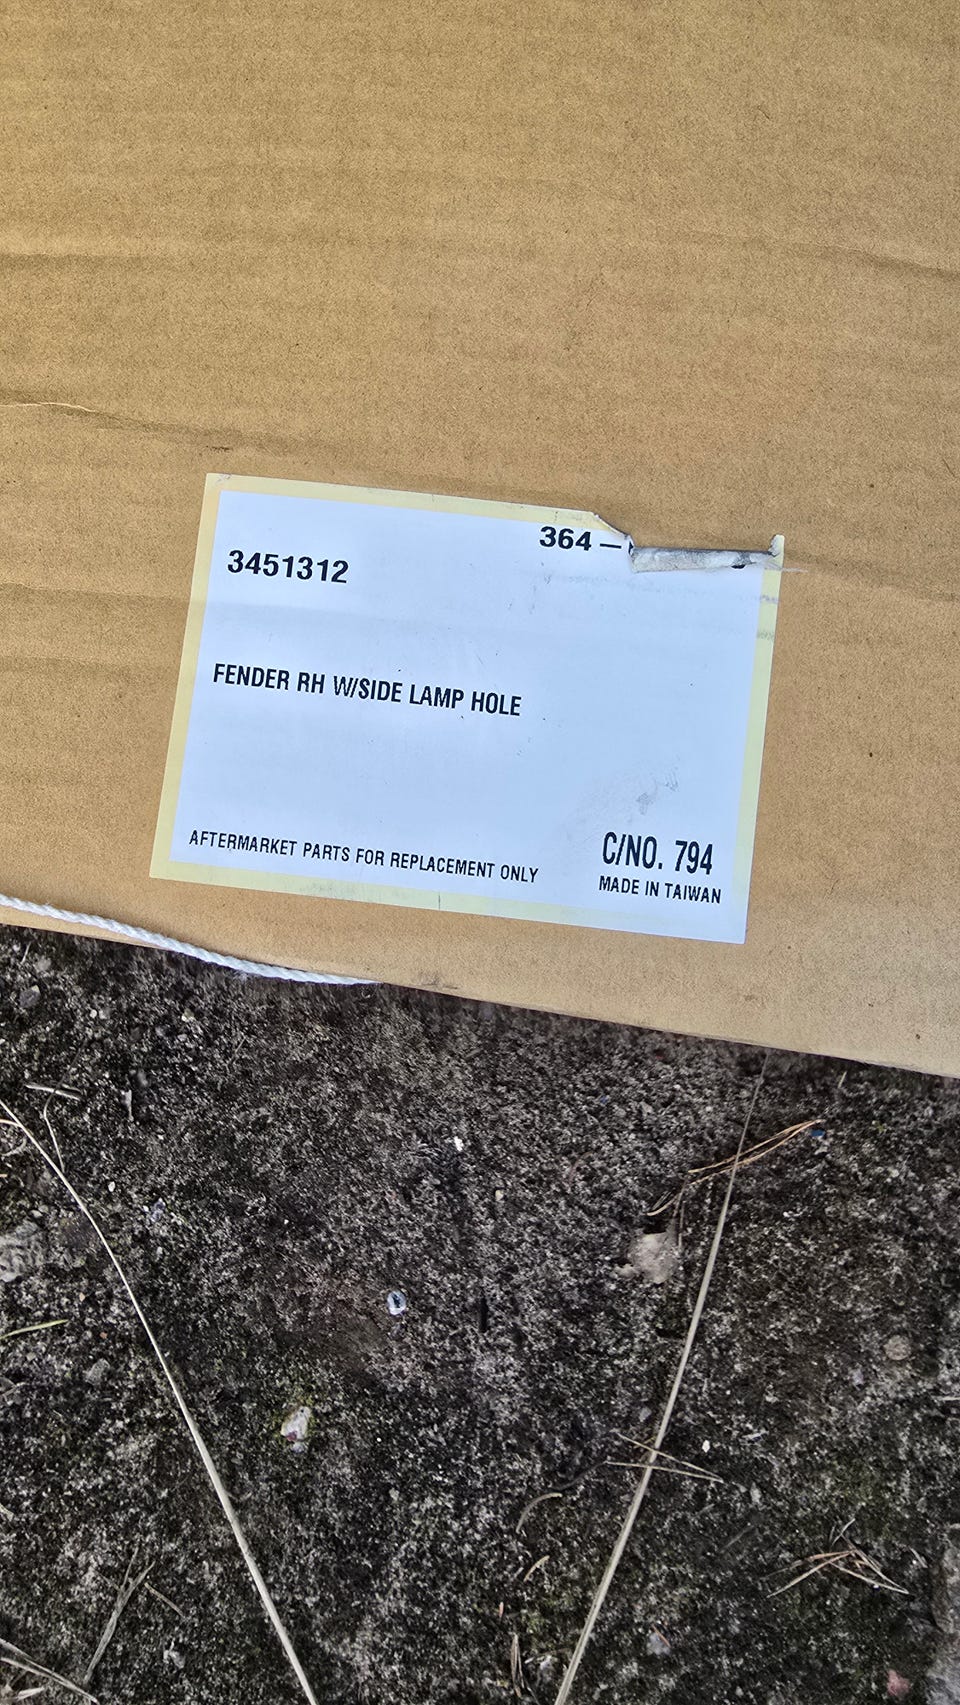 364 –
3451312
FENDER RH W/SIDE LAMP HOLE
AFTERMARKET PARTS FOR REPLACEMENT ONLY
C/NO. 794
MADE IN TAIWAN